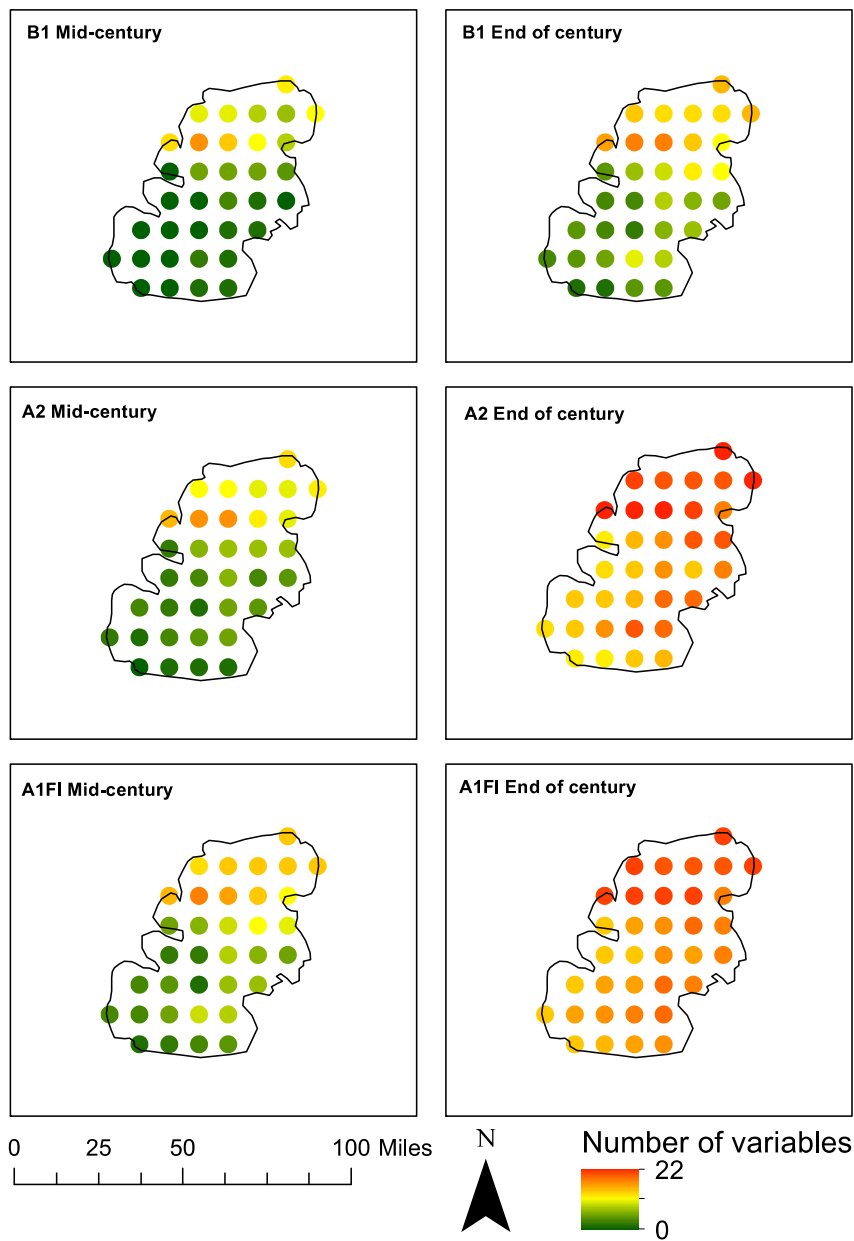 B1 Mid-century
B1 End of century
A2 Mid-century
A2 End of century
A1FI Mid-century
A1FI End of century
0 25 50 100 Miles
N
Number of variables
22
0